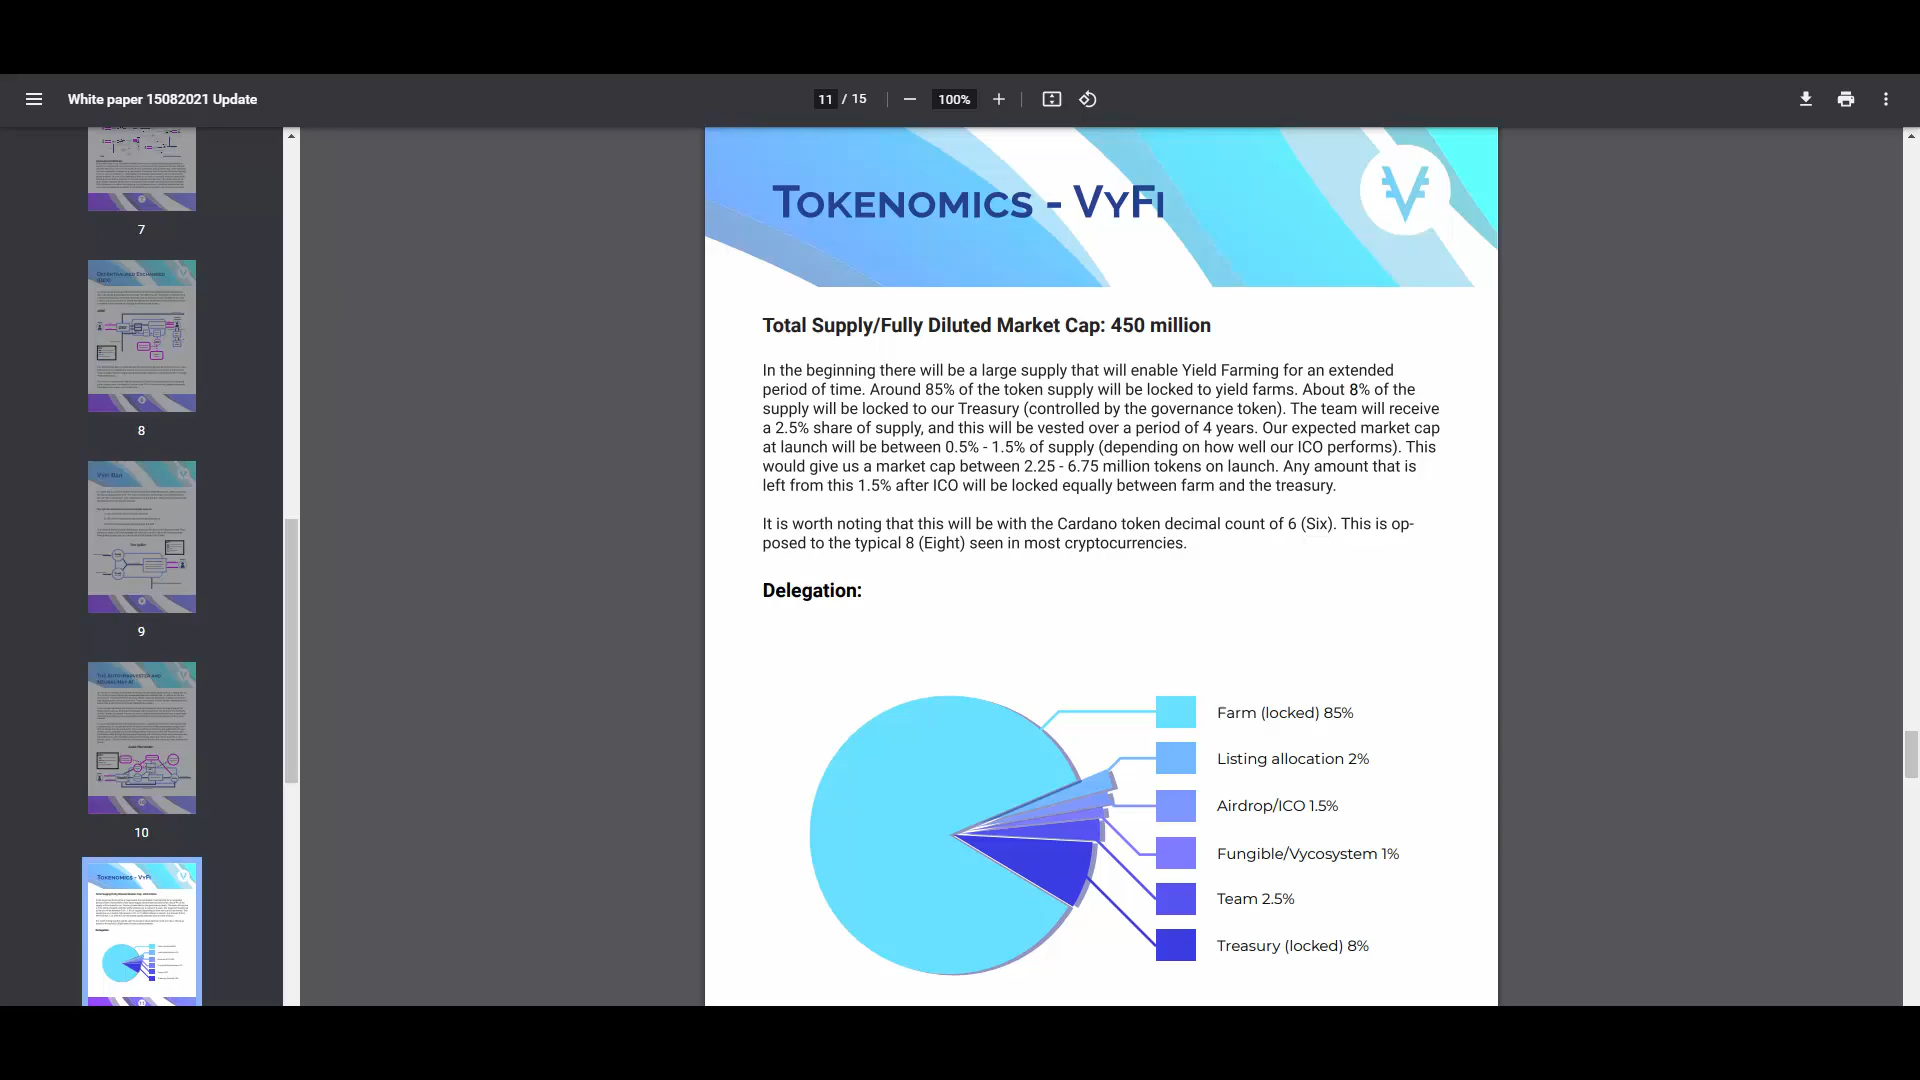 White paper 15082021 Update
11 / 15
100%
7
8
9
10
TOKENOMICS - VYFI
Total Supply/Fully Diluted Market Cap: 450 million
In the beginning there will be a large supply that will enable Yield Farming for an extended
period of time. Around 85% of the token supply will be locked to yield farms. About 8% of the
supply will be locked to our Treasury (controlled by the governance token). The team will receive
a 2.5% share of supply, and this will be vested over a period of 4 years. Our expected market cap
at launch will be between 0.5% - 1.5% of supply (depending on how well our ICO performs). This
would give us a market cap between 2.25 - 6.75 million tokens on launch. Any amount that is
left from this 1.5% after ICO will be locked equally between farm and the treasury.
It is worth noting that this will be with the Cardano token decimal count of 6 (Six). This is op-
posed to the typical 8 (Eight) seen in most cryptocurrencies.
Delegation:
Farm (locked) 85%
Listing allocation 2%
Airdrop/ICO 1.5%
Fungible/Vycosystem 1%
Team 2.5%
Treasury (locked) 8%